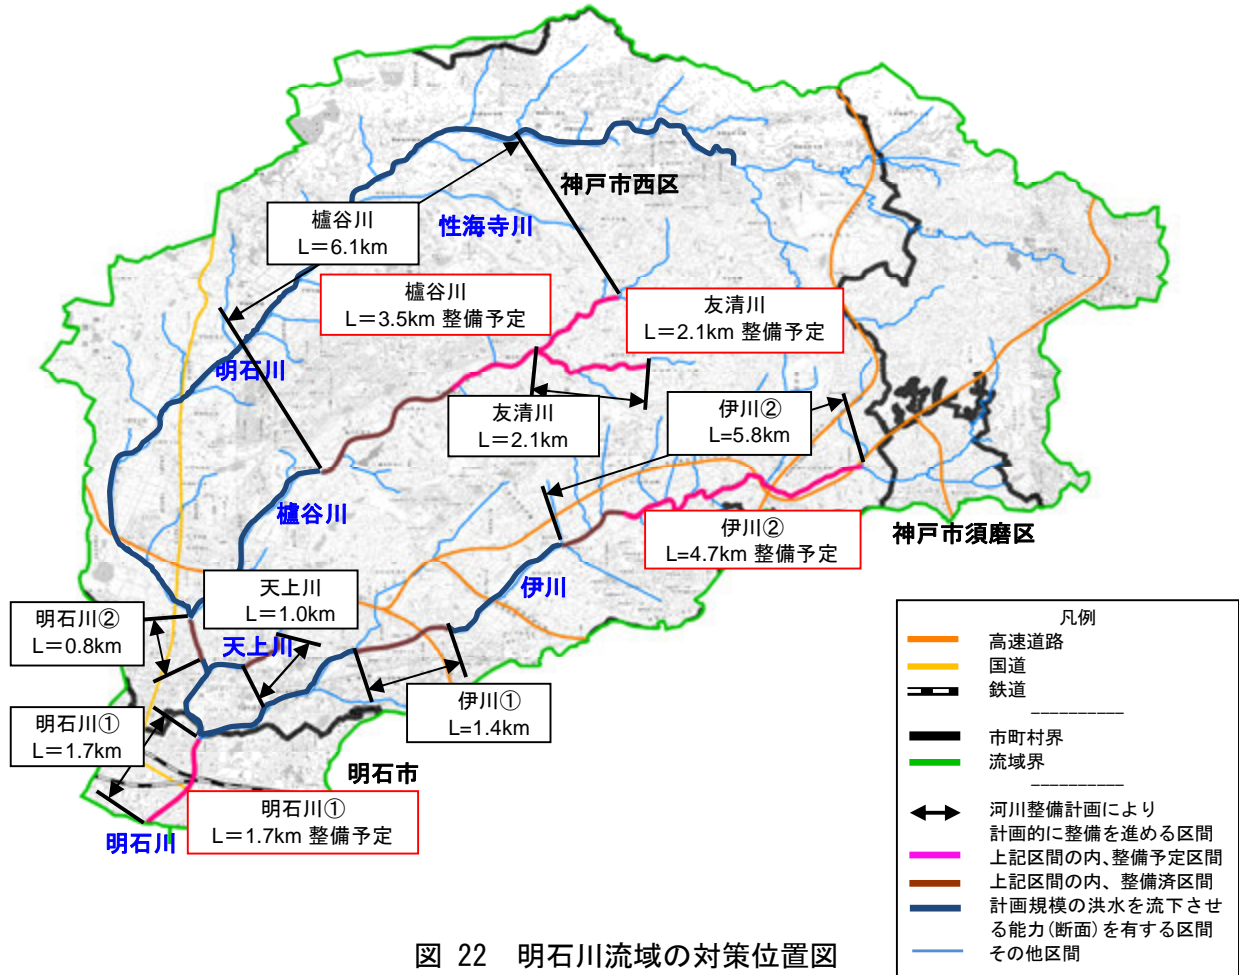 神戸市西区
櫨谷川
L＝6.1km
性海寺川
櫨谷川
L＝3.5km 整備予定
友清川
L＝2.1km 整備予定
明石川
友清川
L＝2.1km
伊川②
L=5.8km
櫨谷川
伊川②
L=4.7km 整備予定
神戸市須磨区
伊川
天上川
L＝1.0km
明石川②
L＝0.8km
天上川
伊川①
L=1.4km
明石川①
L＝1.7km
明石市
明石川①
L＝1.7km 整備予定
明石川
凡例
高速道路
国道
鉄道
----------
市町村界
流域界
----------
河川整備計画により
計画的に整備を進める区間
上記区間の内、整備予定区間
上記区間の内、整備済区間
計画規模の洪水を流下させ
る能力(断面)を有する区間
その他区間
図 22 明石川流域の対策位置図